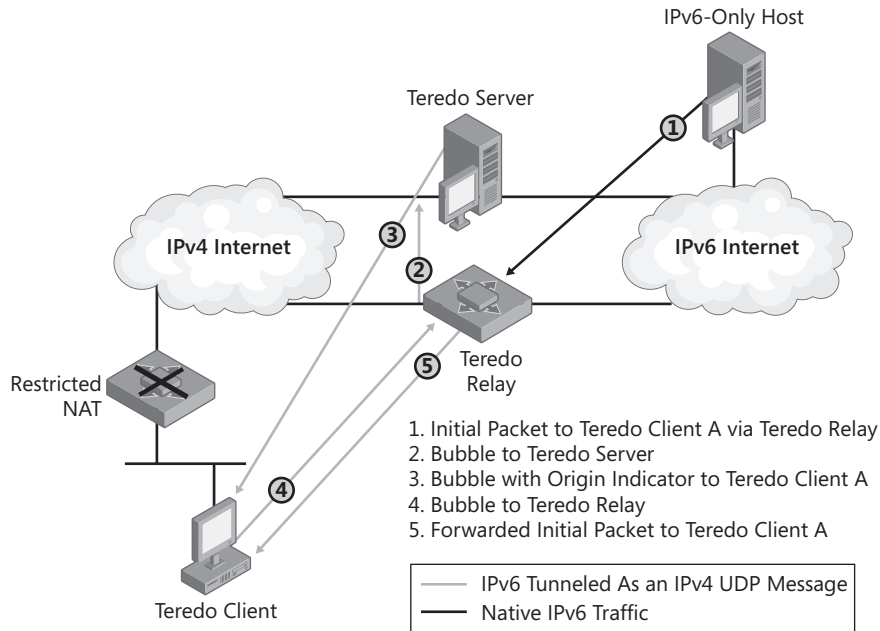 IPv6-Only Host
Teredo Server
1
IPv4 Internet
3
IPv6 Internet
2
5
Teredo
Relay
Restricted
NAT
4
1. Initial Packet to Teredo Client A via Teredo Relay
2. Bubble to Teredo Server
3. Bubble with Origin Indicator to Teredo Client A
4. Bubble to Teredo Relay
5. Forwarded Initial Packet to Teredo Client A
Teredo Client
IPv6 Tunneled As an IPv4 UDP Message
Native IPv6 Traffic